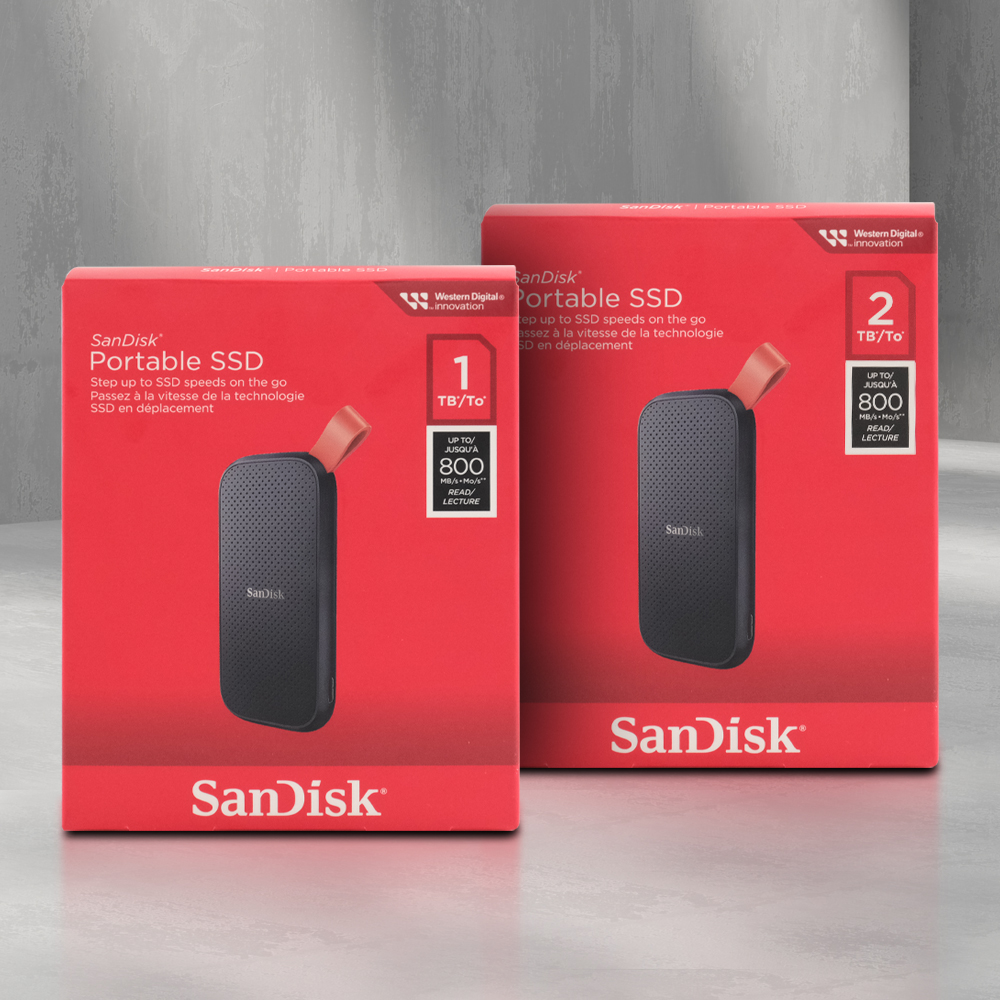 SanDisk® | Portable SSD
Western Digital®
™ innovation
SanDisk®
Portable SSD
Step up to SSD speeds on the go
Passez à la vitesse de la technologie
SSD en déplacement
1
TB*/To*
UP TO/
JUSQU'À
800
MB/s•Mo/s**
READ/
LECTURE
SanDisk
SanDisk®
SanDisk® | Portable SSD
Western Digital®
™ innovation
SanDisk®
Portable SSD
up to SSD speeds on the go
à la vitesse de la technologie
SSD en déplacement
2
TB*/To*
UP TO/
JUSQU'À
800
MB/s•Mo/s**
READ/
LECTURE
SanDisk
SanDisk®